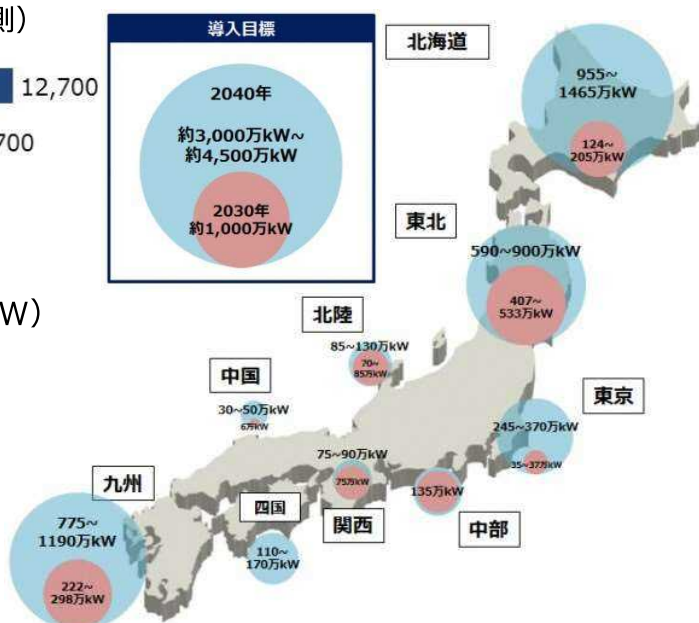 則)
導入目標
北海道
12,700
700
2040年
約3,000万kW~
約4,500万kW
2030年
約1,000万kW
955~
1465万kW
124~
205万kW
東北
590~900万kW
407~
533万kW
W)
北陸
85~130万kW
70~
85万kW
中国
30~50万kW
6万kW
東京
245~370万kW
35~37万kW
75~90万kW
75万kW
九州
775~
1190万kW
222~
298万kW
四国
110~
170万kW
関西
135万kW
中部